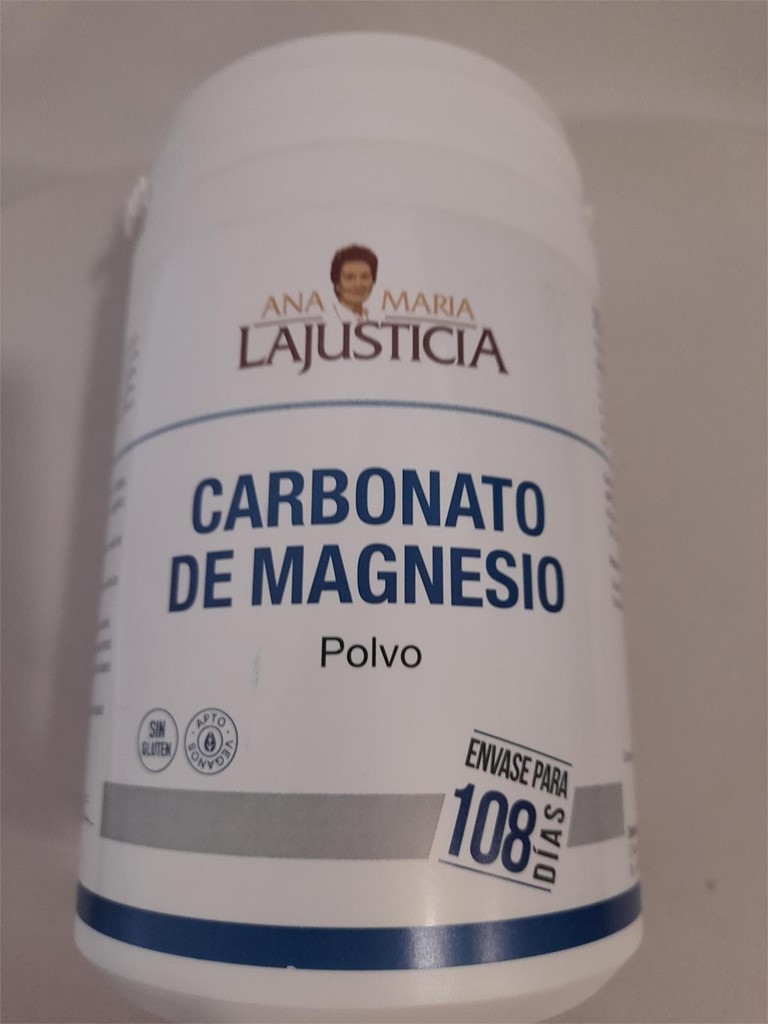 ANA MARIA
LAJUSTICIA
CARBONATO
DE MAGNESIO
Polvo
SIN
GLUTEN
APTO
VEGANOS
ENVASE PARA
108
DÍAS